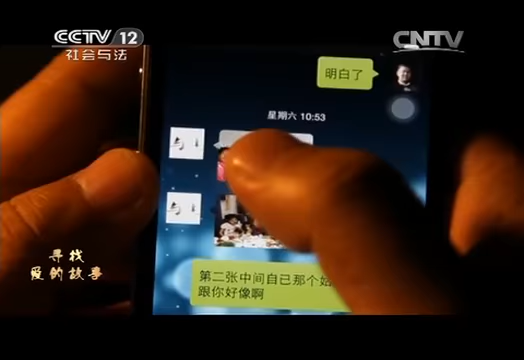 CCTV 12
社会与法
CNTV
明白了
星期六 10:53
寻找
爱的故事
第二张中间自已那个
跟你好像啊